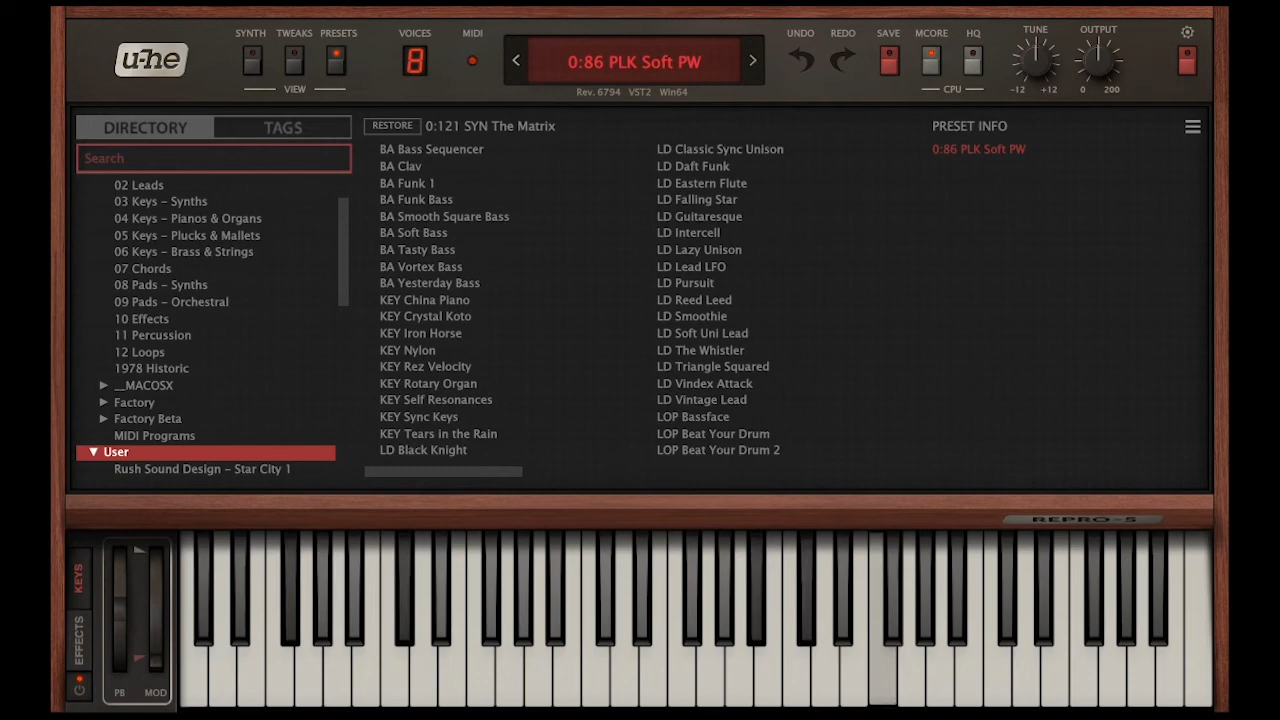 u-he
SYNTH TWEAKS PRESETS
VIEW
VOICES
8
MIDI
0:86 PLK Soft PW
Rev. 6794 VST2 Win64
UNDO REDO SAVE MCORE HQ
CPU
TUNE
-12 +12
OUTPUT
0 200
DIRECTORY TAGS
Search
02 Leads
03 Keys - Synths
04 Keys - Pianos & Organs
05 Keys - Plucks & Mallets
06 Keys - Brass & Strings
07 Chords
08 Pads - Synths
09 Pads - Orchestral
10 Effects
11 Percussion
12 Loops
1978 Historic
__MACOSX
Factory
Factory Beta
MIDI Programs
User
Rush Sound Design - Star City 1
RESTORE 0:121 SYN The Matrix
BA Bass Sequencer
BA Clav
BA Funk 1
BA Funk Bass
BA Smooth Square Bass
BA Soft Bass
BA Tasty Bass
BA Vortex Bass
BA Yesterday Bass
KEY China Piano
KEY Crystal Koto
KEY Iron Horse
KEY Nylon
KEY Rez Velocity
KEY Rotary Organ
KEY Self Resonances
KEY Sync Keys
KEY Tears in the Rain
LD Black Knight
LD Classic Sync Unison
LD Daft Funk
LD Eastern Flute
LD Falling Star
LD Guitaresque
LD Intercell
LD Lazy Unison
LD Lead LFO
LD Pursuit
LD Reed Leed
LD Smoothie
LD Soft Uni Lead
LD The Whistler
LD Triangle Squared
LD Vindex Attack
LD Vintage Lead
LOP Bassface
LOP Beat Your Drum
LOP Beat Your Drum 2
PRESET INFO
0:86 PLK Soft PW
REPRO-5
KEYS
EFFECTS
PB MOD